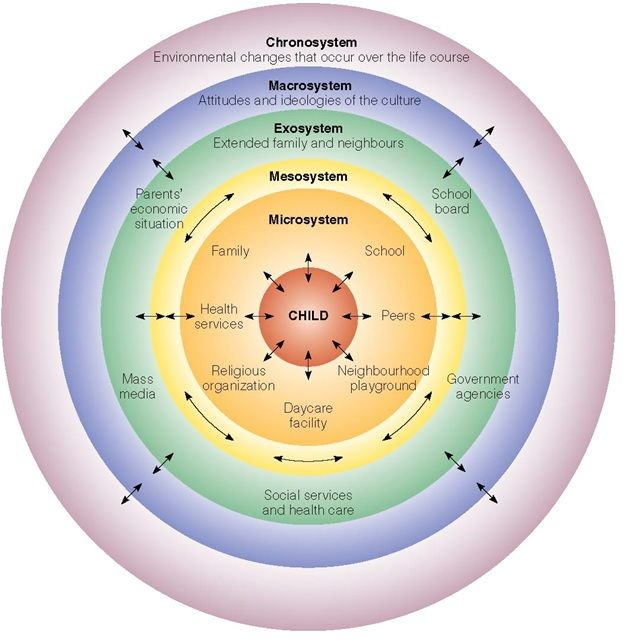 Chronosystem
Environmental changes that occur over the life course
Macrosystem
Attitudes and ideologies of the culture
Exosystem
Extended family and neighbours
Mesosystem
Parents'
economic
situation
School
board
Microsystem
Family
School
Health
services
CHILD
Peers
Religious
organization
Neighbourhood
playground
Mass
media
Government
agencies
Daycare
facility
Social services
and health care